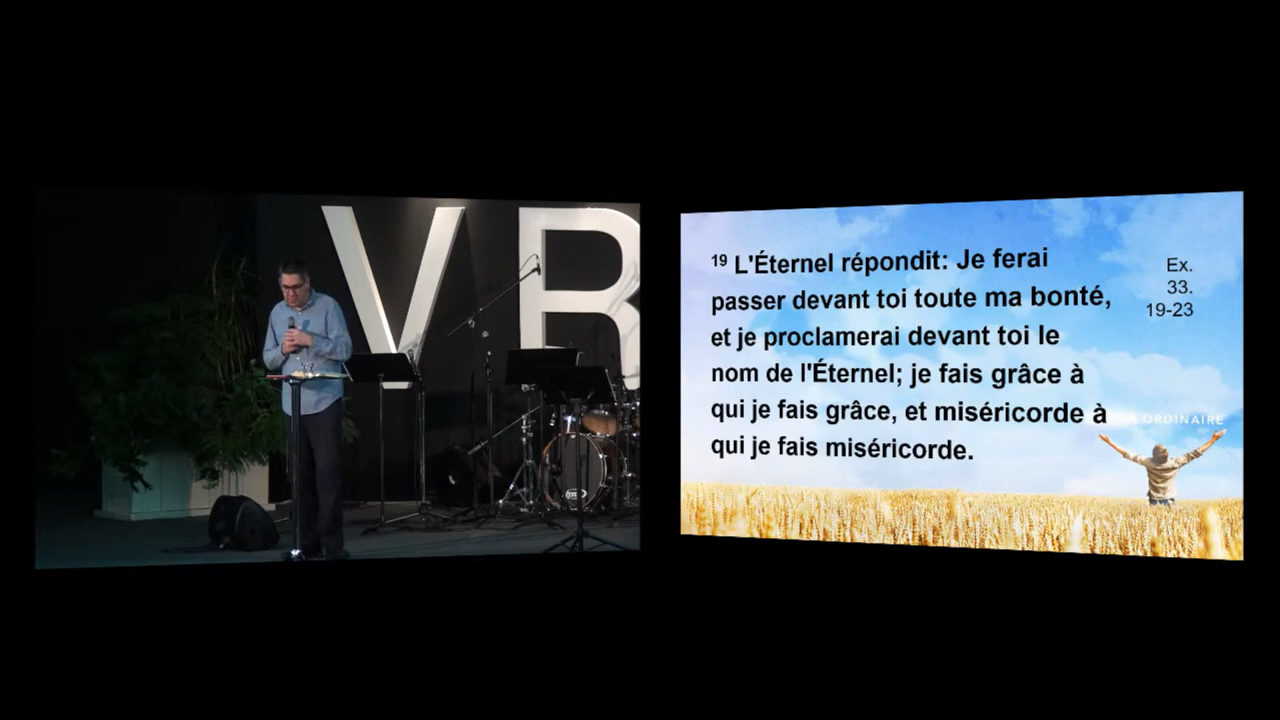 V R
19 L'Éternel répondit: Je ferai
passer devant toi toute ma bonté,
et je proclamerai devant toi le
nom de l'Éternel; je fais grâce à
qui je fais grâce, et miséricorde à
qui je fais miséricorde.
Ex.
33.
19-23
ORDINAIRE